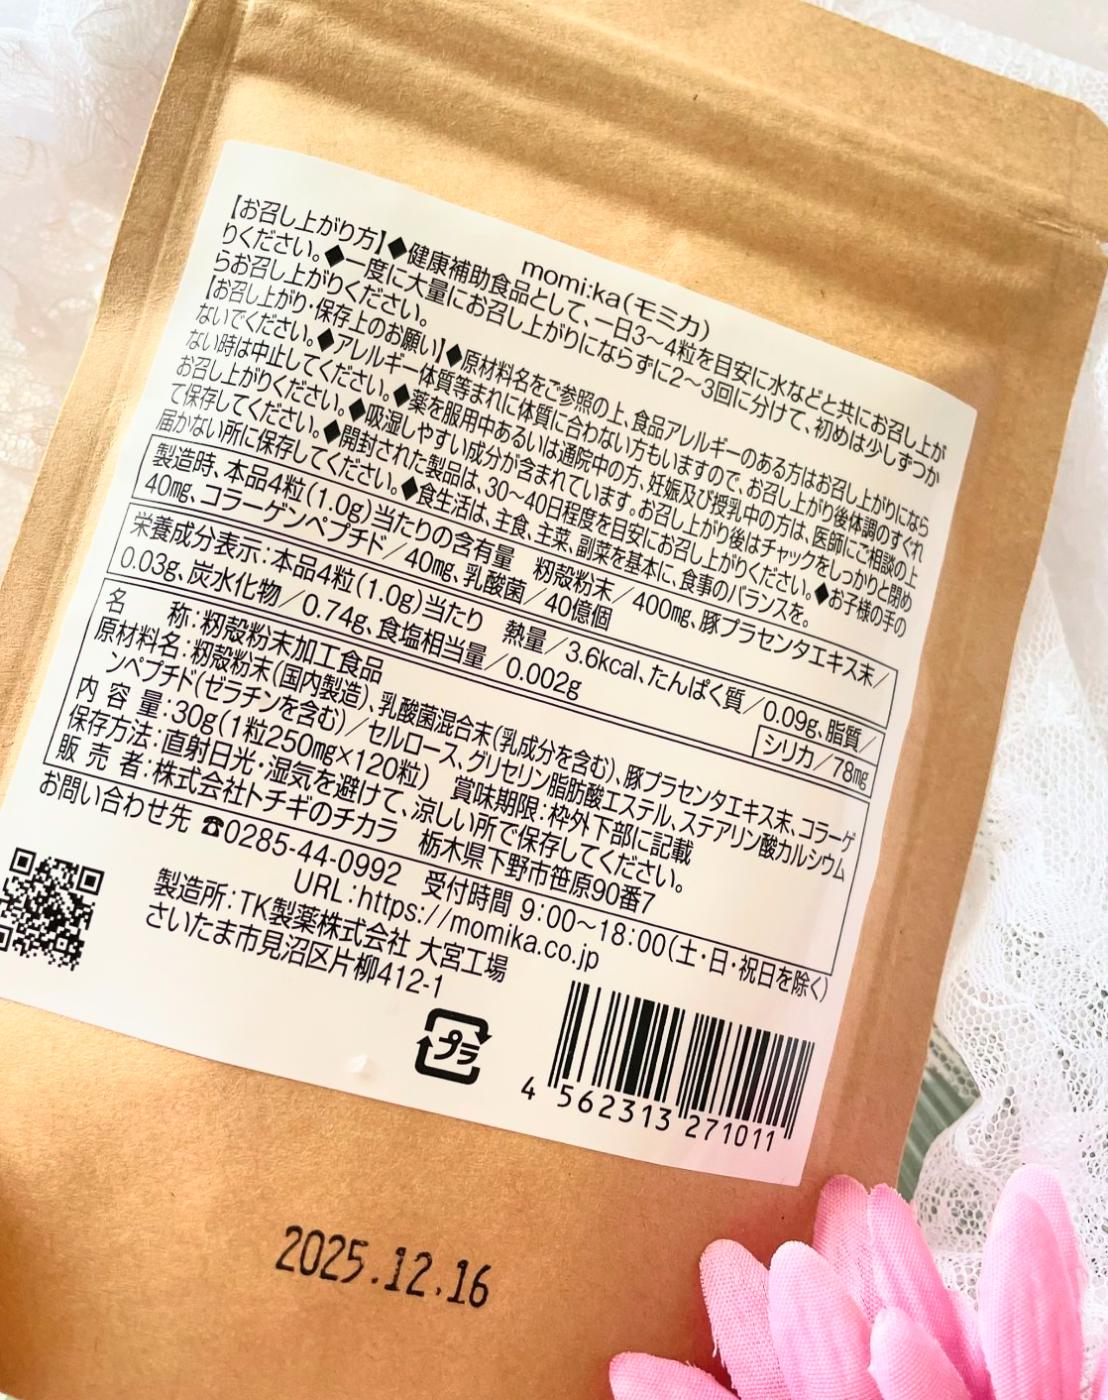 momi:ka(モミカ)
【お召し上がり方】◆健康補助食品として、一日3〜4粒を目安に水などと共にお召し上が
りください。◆一度に大量にお召し上がりにならずに2〜3回に分けて、初めは少しずつか
らお召し上がりください。
【お召し上がり・保存上のお願い】◆原材料名をご参照の上、食品アレルギーのある方はお召し上がりになら
ないでください。◆アレルギー体質等まれに体質に合わない方もいますので、お召し上がり後体調のすぐれ
ない時は中止してください。◆薬を服用中あるいは通院中の方、妊娠及び授乳中の方は、医師にご相談の上
お召し上がりください。◆吸湿しやすい成分が含まれています。お召し上がり後はチャックをしっかりと閉め
て保存してください。◆開封された製品は、30〜40日程度を目安にお召し上がりください。◆お子様の手の
届かない所に保存してください。◆食生活は、主食、主菜、副菜を基本に、食事のバランスを。
製造時、本品4粒(1.0g)当たりの含有量 籾殻粉末/400mg、豚プラセンタエキス末/
40mg、コラーゲンペプチド/40mg、乳酸菌/40億個
栄養成分表示:本品4粒(1.0g)当たり 熱量/3.6kcal、たんぱく質/0.09g、脂質/
0.03g、炭水化物/0.74g、食塩相当量/0.002g
シリカ/78mg
名 称:籾殻粉末加工食品
原材料名:籾殻粉末(国内製造)、乳酸菌混合末(乳成分を含む)、豚プラセンタエキス末、コラーゲ
ンペプチド(ゼラチンを含む)/セルロース、グリセリン脂肪酸エステル、ステアリン酸カルシウム
内容量:30g(1粒250mg×120粒) 賞味期限:枠外下部に記載
保存方法:直射日光・湿気を避けて、涼しい所で保存してください。
販売者:株式会社トチギのチカラ 栃木県下野市笹原90番7
お問い合わせ先 ☎0285-44-0992 受付時間 9:00〜18:00(土・日・祝日を除く)
URL:https://momika.co.jp
製造所:TK製薬株式会社 大宮工場
さいたま市見沼区片柳412-1
プラ
4 562313 271011
2025.12.16